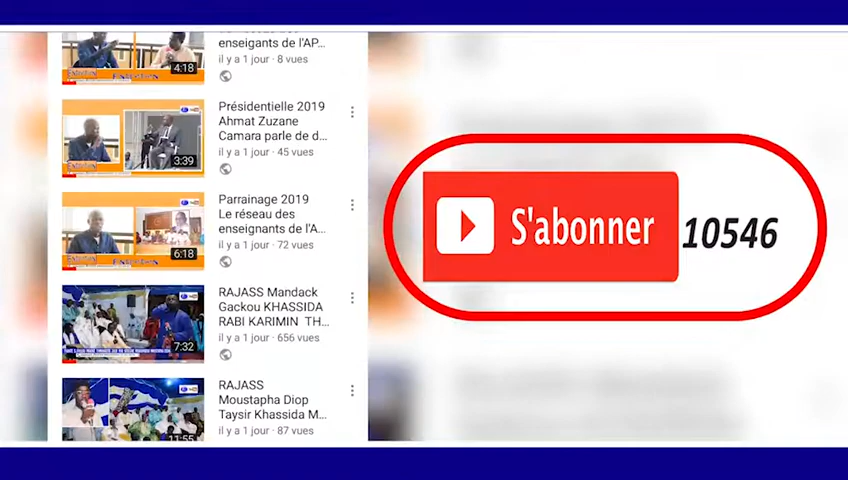 enseigants de l'AP...
il y a 1 jour · 8 vues
4:18
Présidentielle 2019
Ahmat Zuzane
Camara parle de d...
il y a 1 jour · 45 vues
3:39
Parrainage 2019
Le réseau des
enseignants de l'A...
il y a 1 jour · 72 vues
6:18
RAJASS Mandack
Gackou KHASSIDA
RABI KARIMIN TH...
il y a 1 jour · 656 vues
7:32
RAJASS
Moustapha Diop
Taysir Khassida M...
il y a 1 jour · 87 vues
11:55
S'abonner 10546